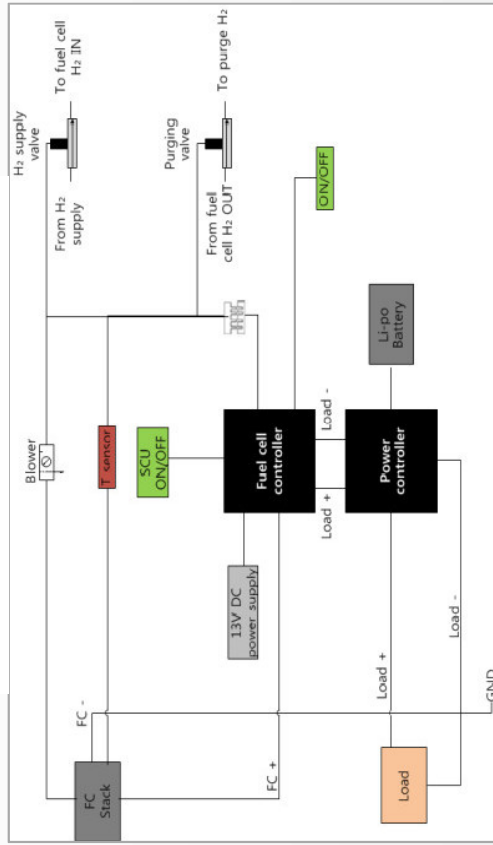 H₂ supply
valve
From H₂
supply
To fuel cell
H₂ IN
Purging
valve
From fuel
cell H₂ OUT
To purge H₂
Blower
T sensor
SCU
ON/OFF
ON/OFF
Fuel cell
controller
13V DC
power supply
Load +
Load -
Power
controller
Li-po
Battery
FC
Stack
FC -
FC +
Load +
Load -
Load
GND